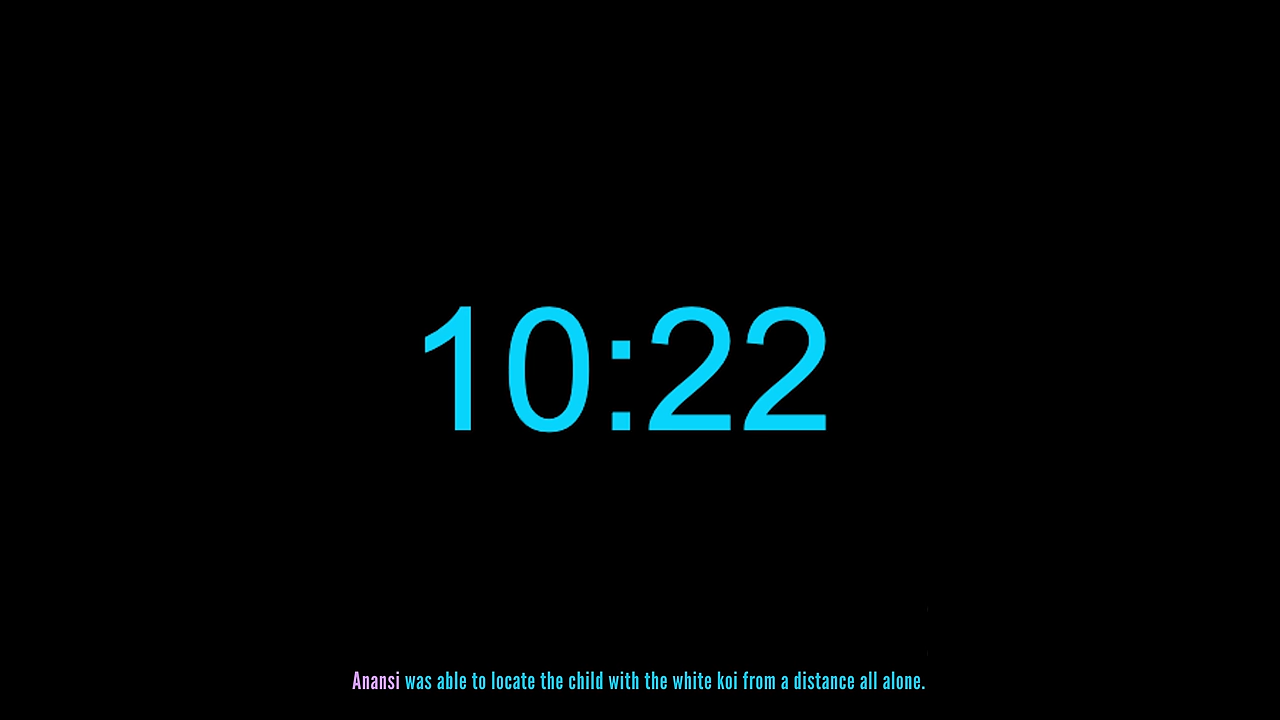 10:22
Anansi was able to locate the child with the white koi from a distance all alone.